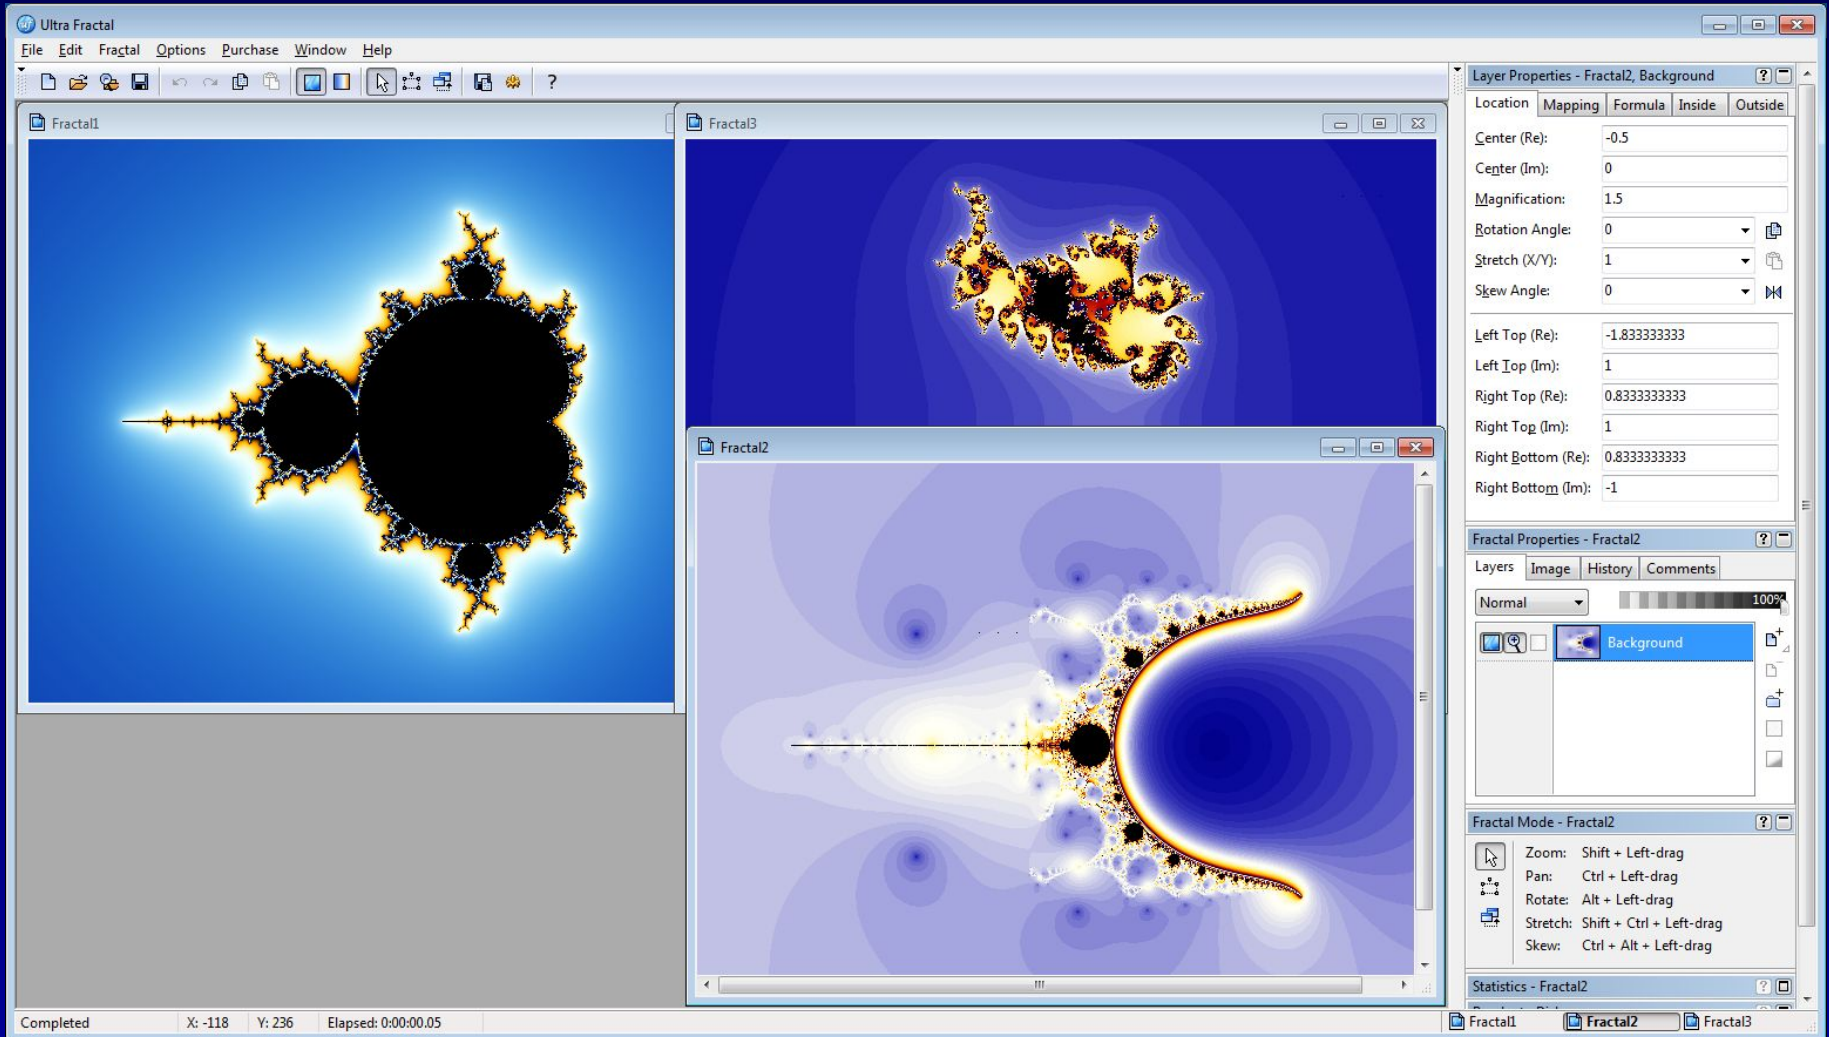 Ultra Fractal
File Edit Fractal Options Purchase Window Help
?
Fractal1
Fractal3
Fractal2
Layer Properties - Fractal2, Background ?
Location Mapping Formula Inside Outside
Center (Re): -0.5
Center (Im): 0
Magnification: 1.5
Rotation Angle: 0
Stretch (X/Y): 1
Skew Angle: 0
Left Top (Re): -1.833333333
Left Top (Im): 1
Right Top (Re): 0.8333333333
Right Top (Im): 1
Right Bottom (Re): 0.8333333333
Right Bottom (Im): -1
Fractal Properties - Fractal2 ?
Layers Image History Comments
Normal 100%
Background
Fractal Mode - Fractal2 ?
Zoom: Shift + Left-drag
Pan: Ctrl + Left-drag
Rotate: Alt + Left-drag
Stretch: Shift + Ctrl + Left-drag
Skew: Ctrl + Alt + Left-drag
Statistics - Fractal2 ?
Completed X: -118 Y: 236 Elapsed: 0:00:00.05 Fractal1 Fractal2 Fractal3